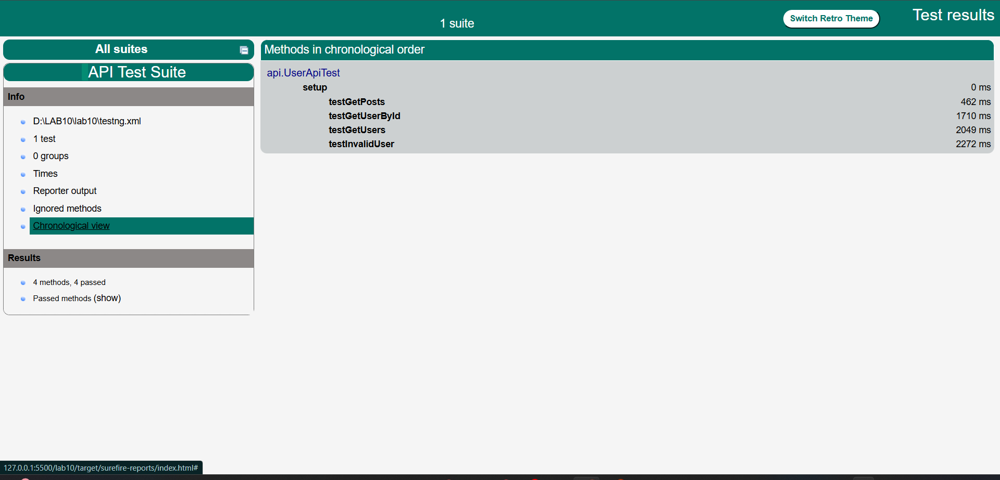 1 suite
Switch Retro Theme
Test results
All suites
API Test Suite
Info
D:\LAB10\lab10\testng.xml
1 test
0 groups
Times
Reporter output
Ignored methods
Chronological view
Results
4 methods, 4 passed
Passed methods (show)
Methods in chronological order
api.UserApiTest
setup 0 ms
testGetPosts 462 ms
testGetUserById 1710 ms
testGetUsers 2049 ms
testInvalidUser 2272 ms
127.0.0.1:5500/lab10/target/surefire-reports/index.html#